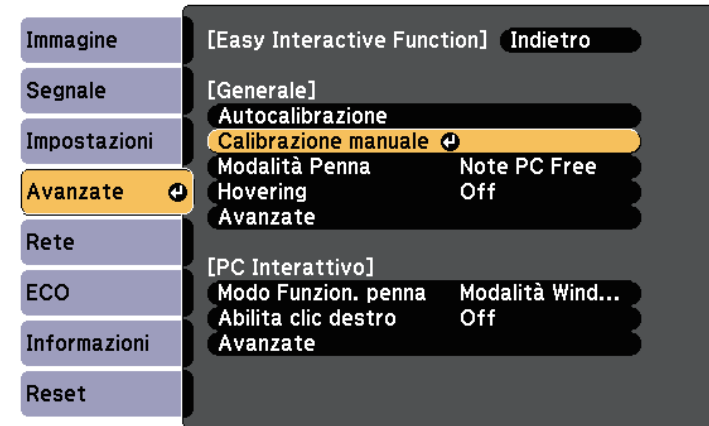 Immagine
Segnale
Impostazioni
Avanzate
Rete
ECO
Informazioni
Reset
[Easy Interactive Function] Indietro
[Generale]
Autocalibrazione
Calibrazione manuale
Modalità Penna Note PC Free
Hovering Off
Avanzate
[PC Interattivo]
Modo Funzion. penna Modalità Wind...
Abilita clic destro Off
Avanzate